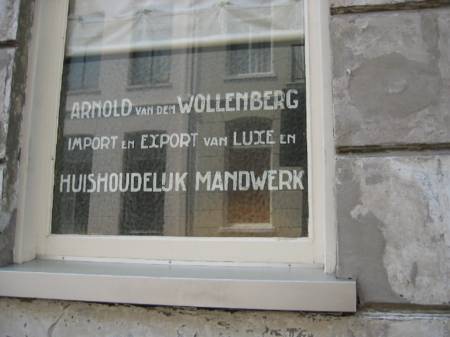 ARNOLD VAN DEN WOLLENBERG
IMPORT EN EXPORT VAN LUXE EN
HUISHOUDELIJK MANDWERK